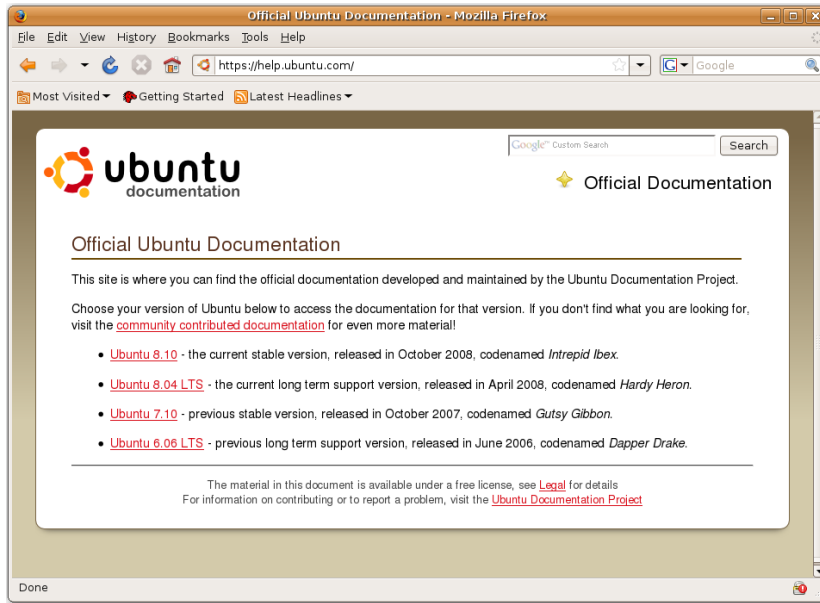 Official Ubuntu Documentation - Mozilla Firefox
File Edit View History Bookmarks Tools Help
https://help.ubuntu.com/ G Google
Most Visited Getting Started Latest Headlines
Google™ Custom Search Search
ubuntu
documentation
Official Documentation
Official Ubuntu Documentation
This site is where you can find the official documentation developed and maintained by the Ubuntu Documentation Project.
Choose your version of Ubuntu below to access the documentation for that version. If you don't find what you are looking for,
visit the community contributed documentation for even more material!
• Ubuntu 8.10 - the current stable version, released in October 2008, codenamed Intrepid Ibex.
• Ubuntu 8.04 LTS - the current long term support version, released in April 2008, codenamed Hardy Heron.
• Ubuntu 7.10 - previous stable version, released in October 2007, codenamed Gutsy Gibbon.
• Ubuntu 6.06 LTS - previous long term support version, released in June 2006, codenamed Dapper Drake.
The material in this document is available under a free license, see Legal for details
For information on contributing or to report a problem, visit the Ubuntu Documentation Project
Done